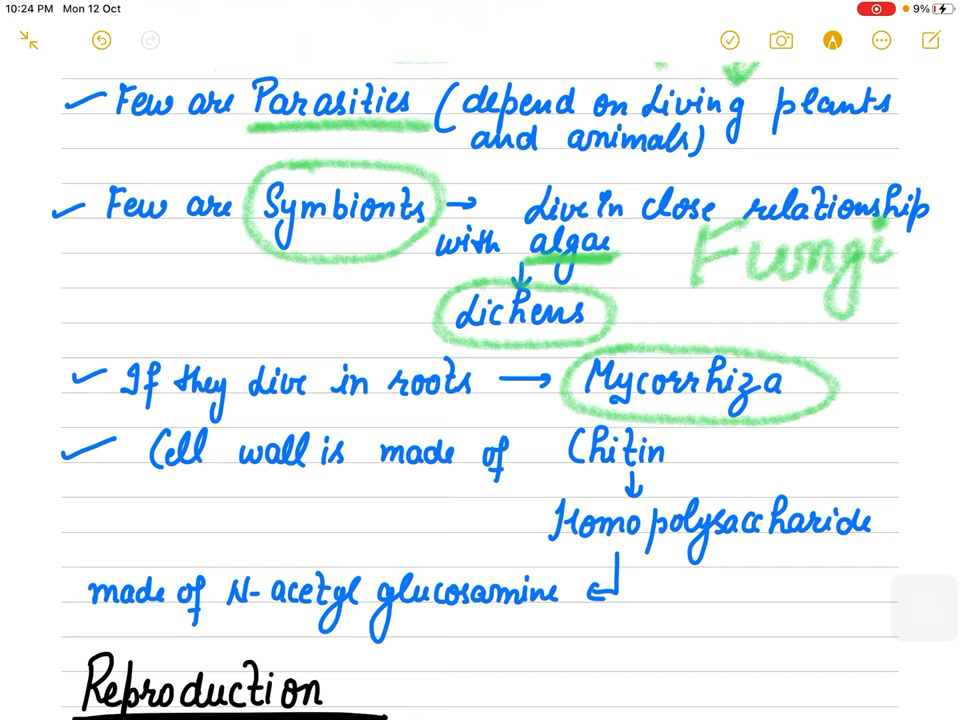 10:24 PM Mon 12 Oct
9%
✓ Few are Parasities (depend on living plants
and animals)
✓ Few are Symbionts → Live in close relationship
with algae
Fungi
↓
Lichens
✓ If they live in roots → Mycorrhiza
✓ Cell wall is made of Chitin
↓
Homopolysaccharide
made of N-acetyl glucosamine ↵
Reproduction